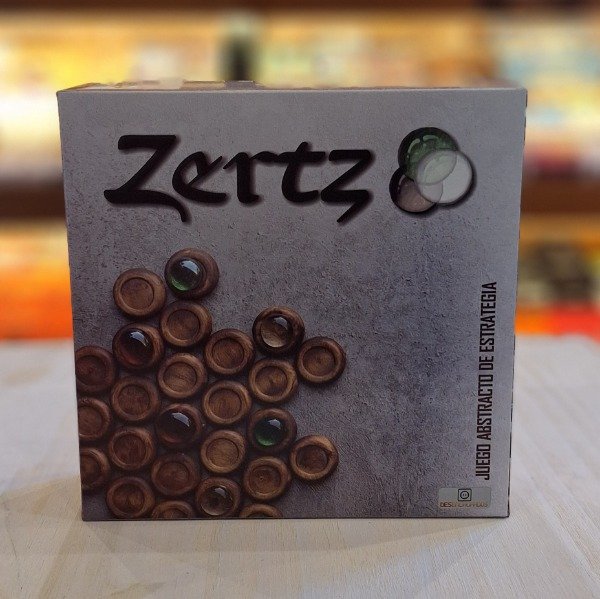 Zertz
JUEGO ABSTRACTO DE ESTRATEGIA